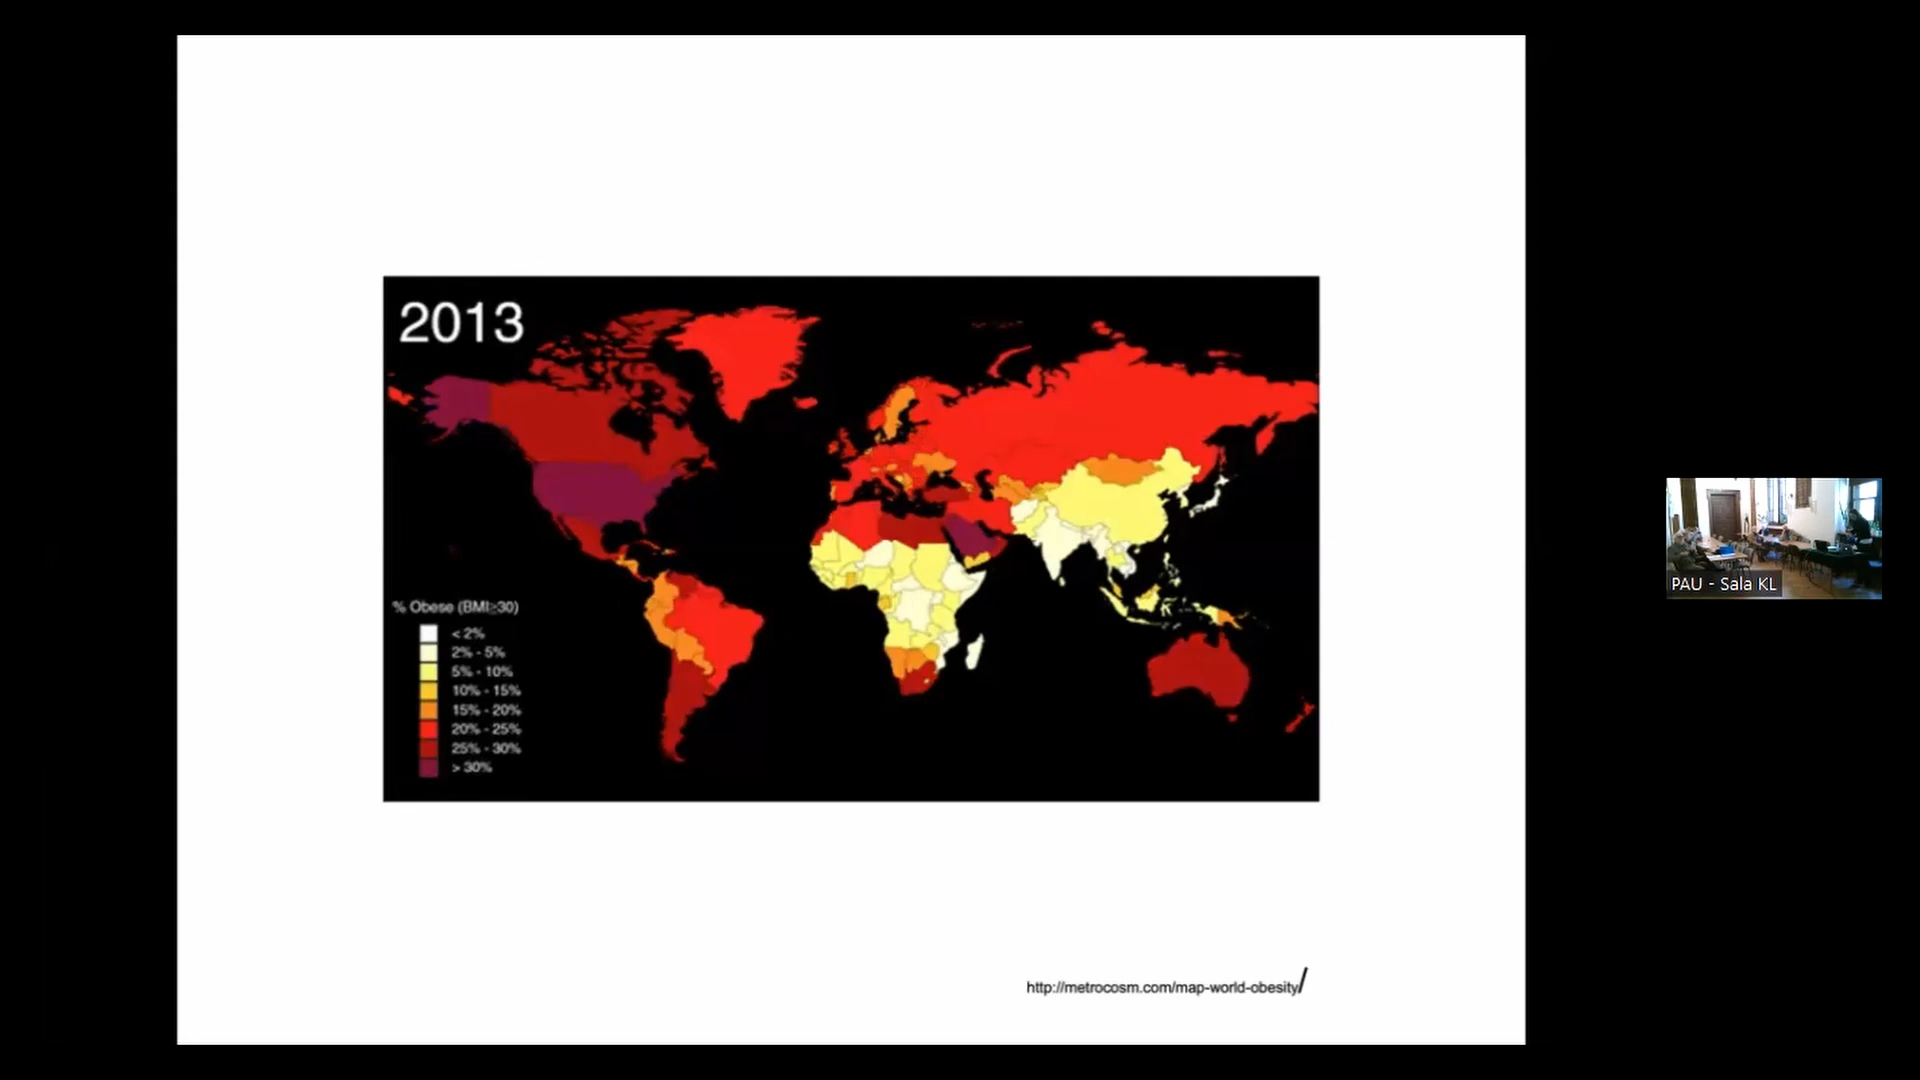 2013
% Obese (BMI≥30)
< 2%
2% - 5%
5% - 10%
10% - 15%
15% - 20%
20% - 25%
25% - 30%
> 30%
PAU - Sala KL
http://metrocosm.com/map-world-obesity/